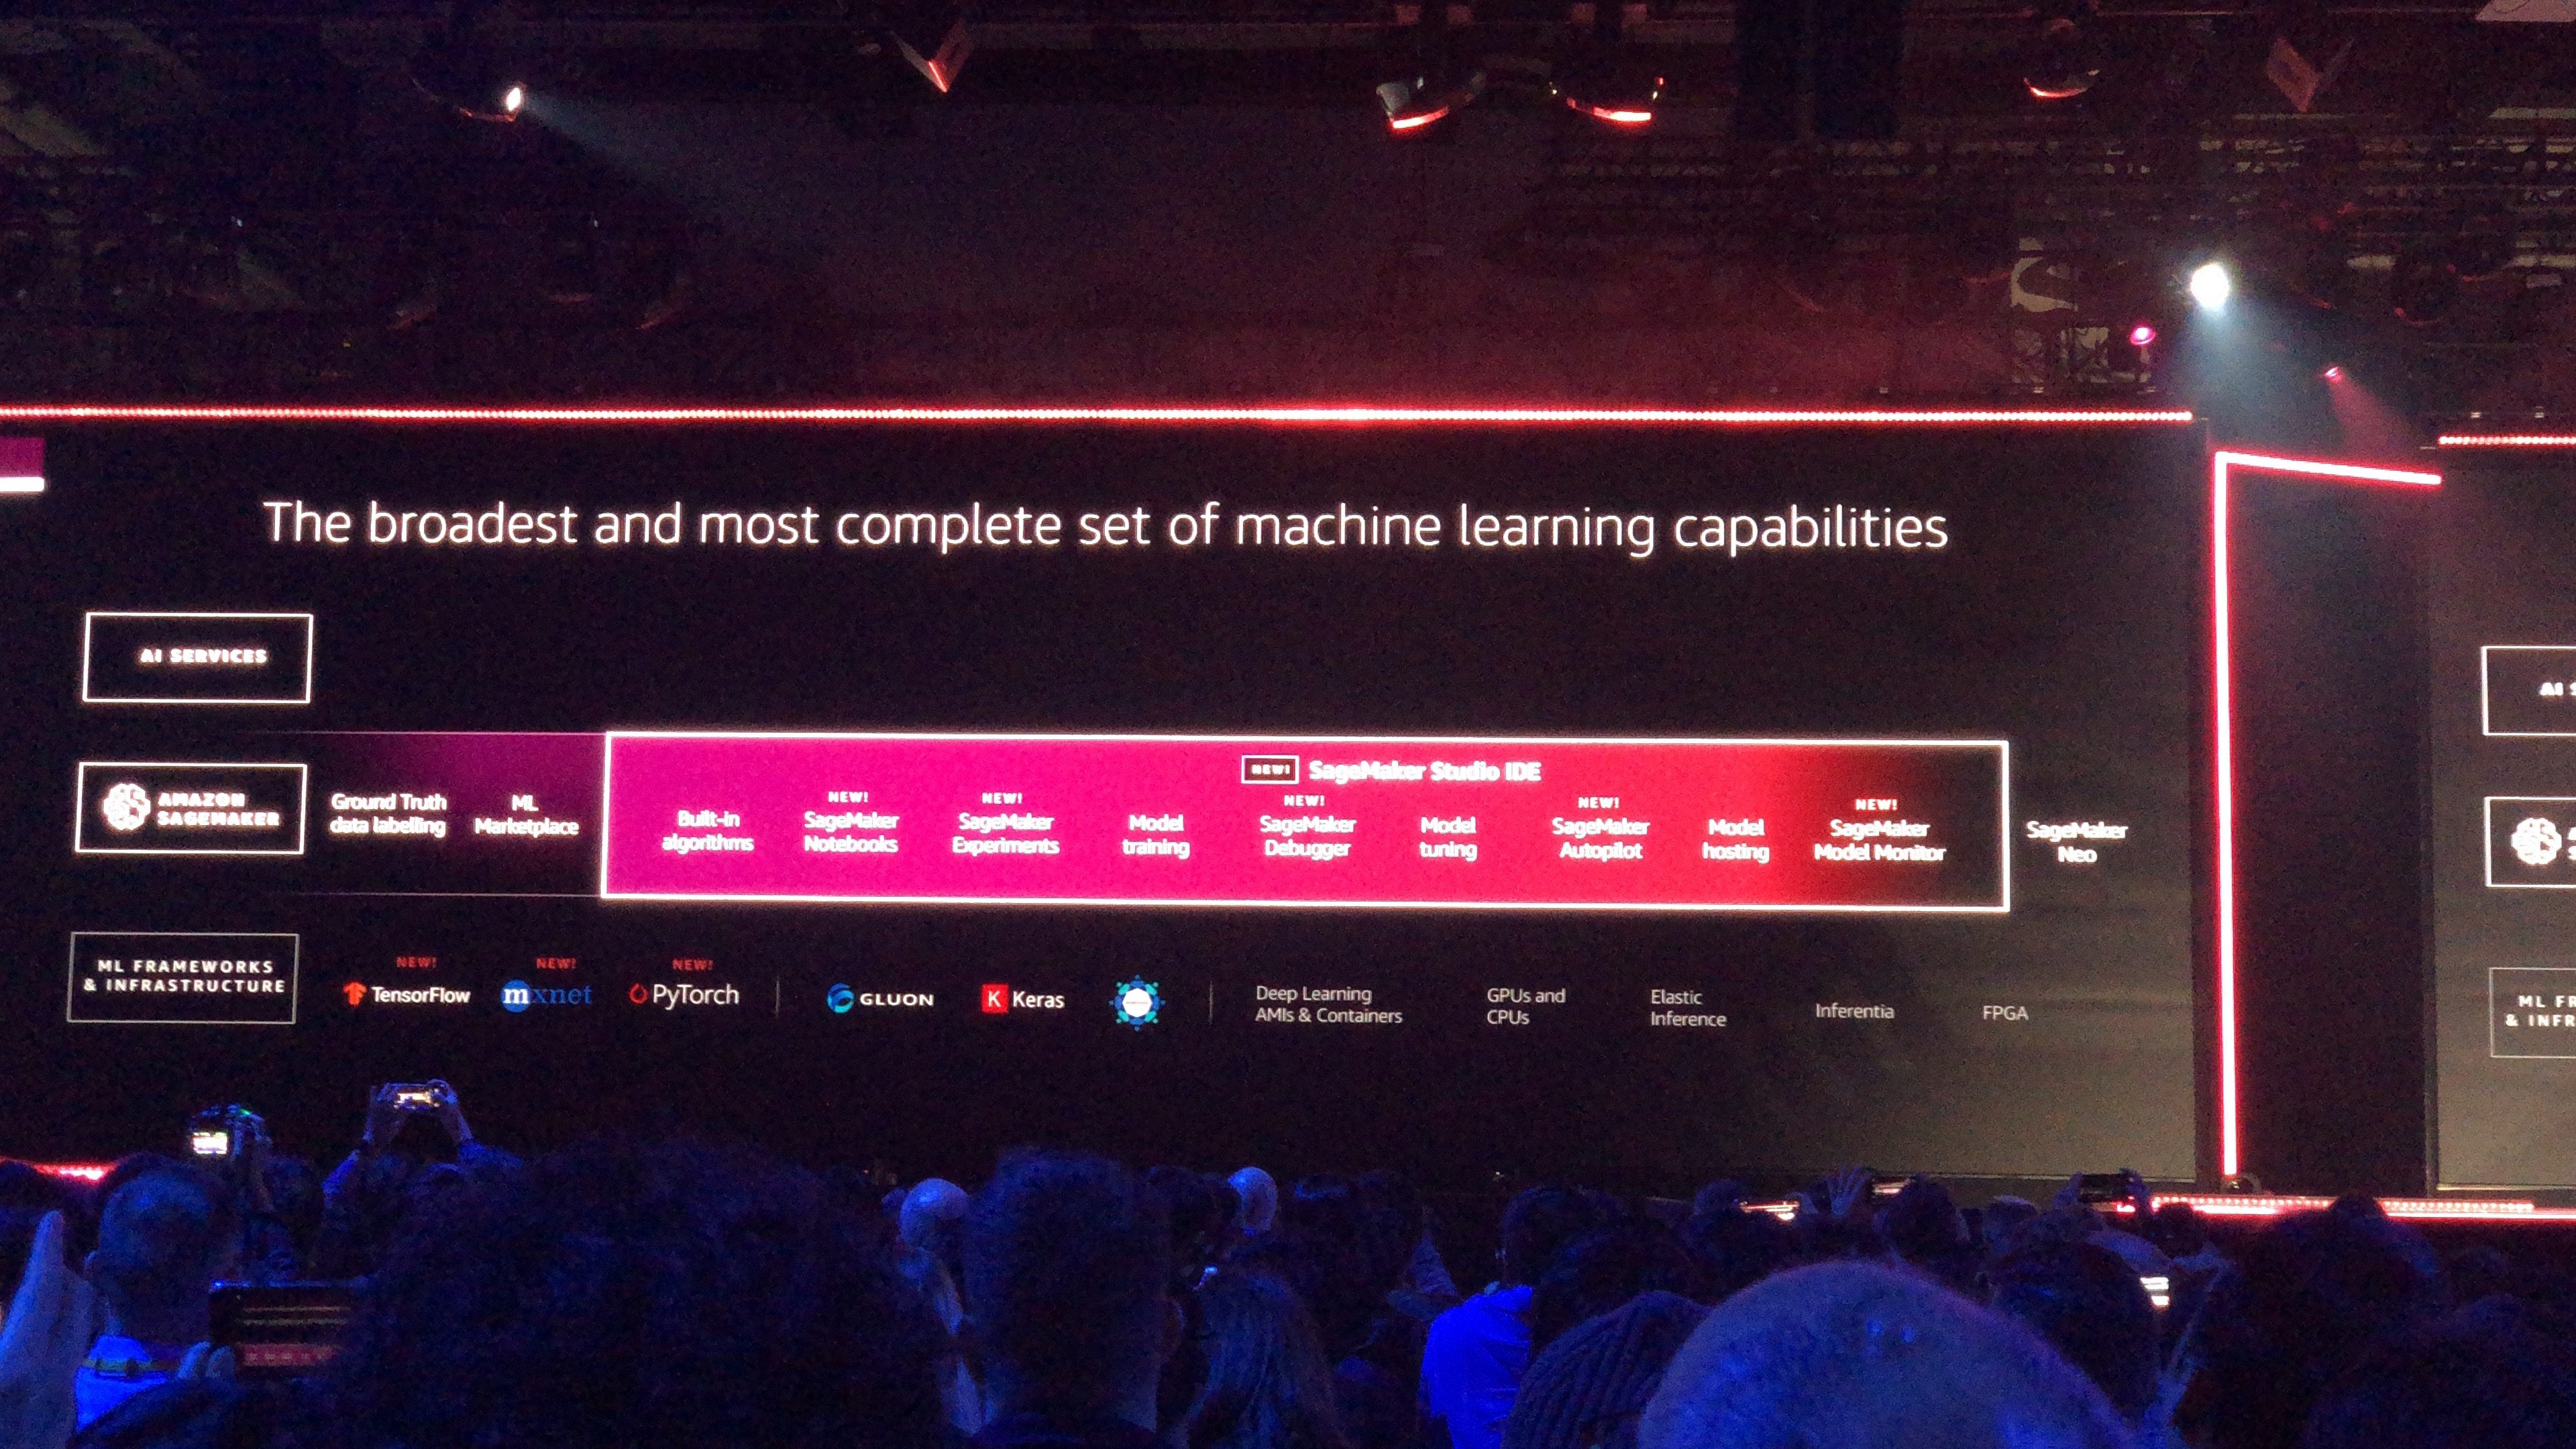 The broadest and most complete set of machine learning capabilities
AI SERVICES
AMAZON
SAGEMAKER
Ground Truth
data labelling
ML
Marketplace
NEW! SageMaker Studio IDE
Built-in
algorithms
NEW!
SageMaker
Notebooks
NEW!
SageMaker
Experiments
Model
training
NEW!
SageMaker
Debugger
Model
tuning
NEW!
SageMaker
Autopilot
Model
hosting
NEW!
SageMaker
Model Monitor
SageMaker
Neo
ML FRAMEWORKS
& INFRASTRUCTURE
NEW!
TensorFlow
NEW!
mxnet
NEW!
PyTorch
GLUON
K Keras
Deep Learning
AMIs & Containers
GPUs and
CPUs
Elastic
Inference
Inferentia
FPGA
AI S
ML FR
& INFR